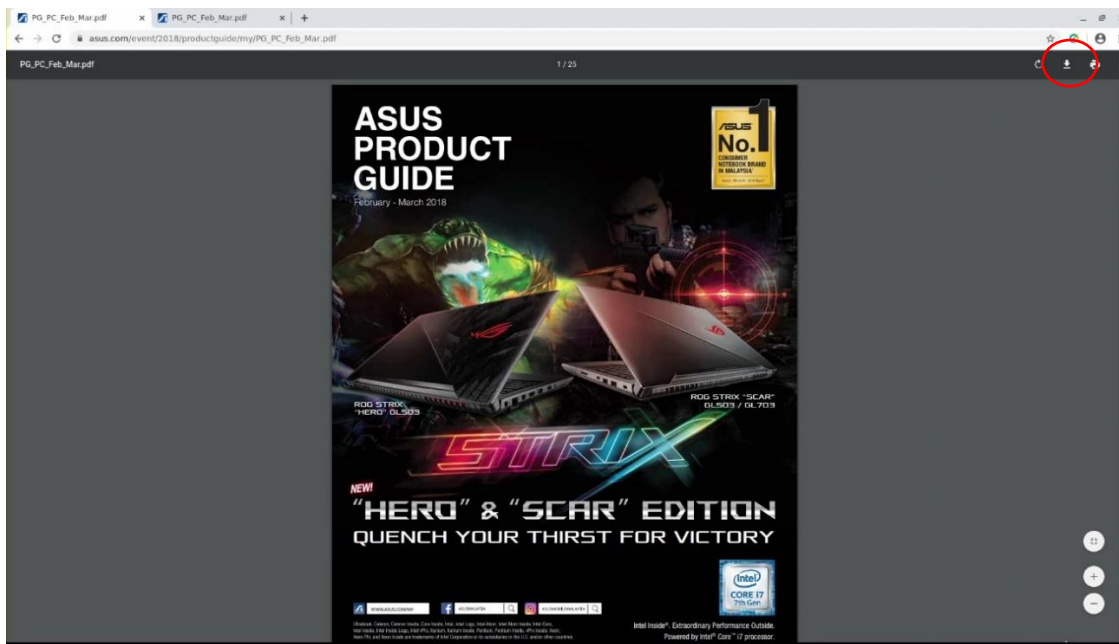 PG_PC_Feb_Mar.pdf
PG_PC_Feb_Mar.pdf
asus.com/event/2018/productguide/my/PG_PC_Feb_Mar.pdf
PG_PC_Feb_Mar.pdf
1 / 25
ASUS
PRODUCT
GUIDE
February - March 2018
ASUS
1
No.
CONSUMER
NOTEBOOK BRAND
IN MALAYSIA
ROG STRIX
"HERO" GL503
ROG STRIX "SCAR"
GL503 / GL703
STRIX
NEW!
"HERO" & "SCAR" EDITION
QUENCH YOUR THIRST FOR VICTORY
(intel)
CORE i7
7th Gen
Intel Inside®. Extraordinary Performance Outside.
Powered by Intel® Core™ i7 processor.